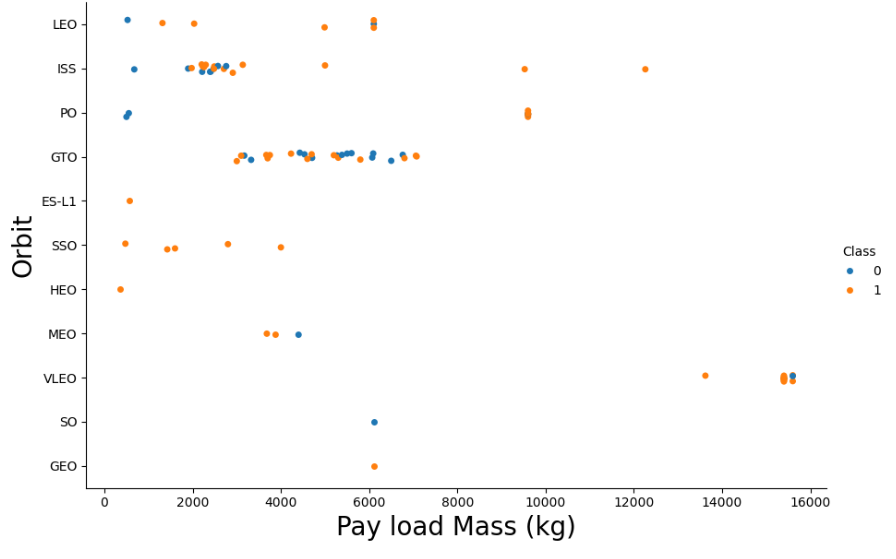 LEO
ISS
PO
GTO
ES-L1
SSO
HEO
MEO
VLEO
SO
GEO
Orbit
0
2000
4000
6000
8000
10000
12000
14000
16000
Pay load Mass (kg)
Class
0
1